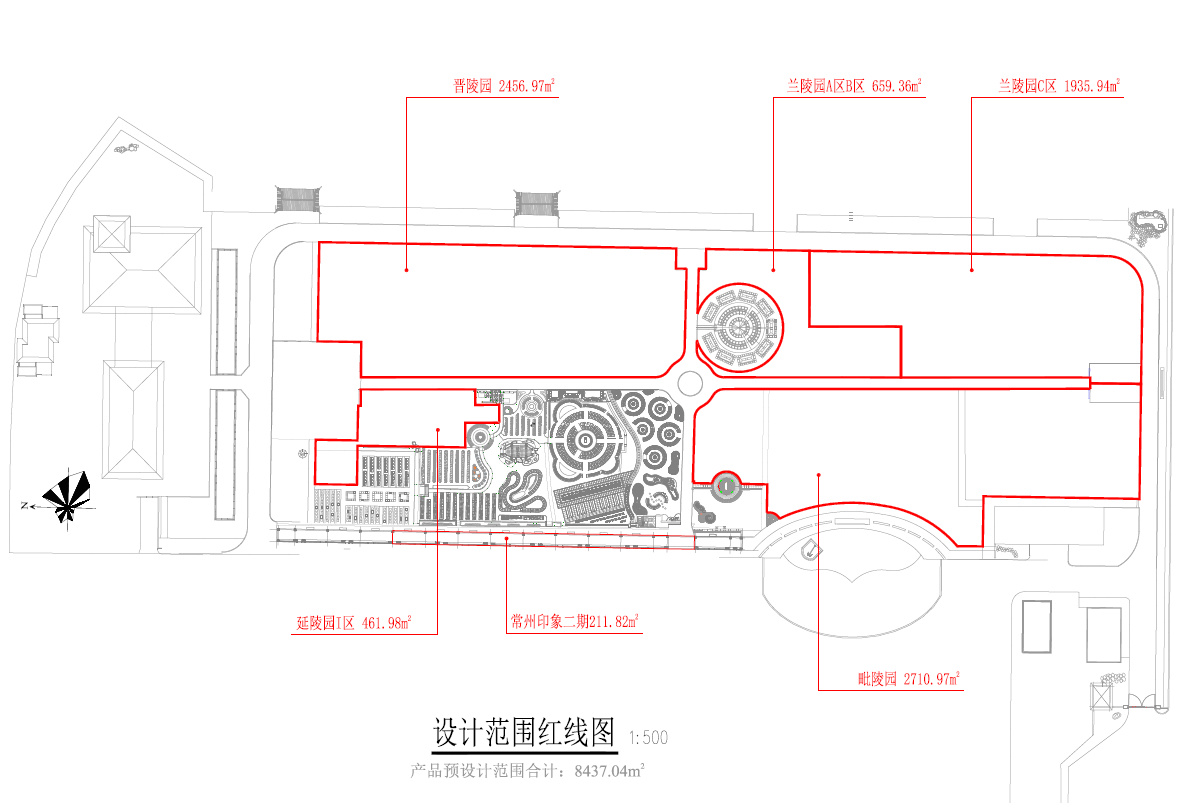 晋陵园 2456.97㎡
兰陵园A区B区 659.36㎡
兰陵园C区 1935.94㎡
N
延陵园I区 461.98㎡
常州印象二期211.82㎡
毗陵园 2710.97㎡
设计范围红线图 1:500
产品预设计范围合计：8437.04㎡